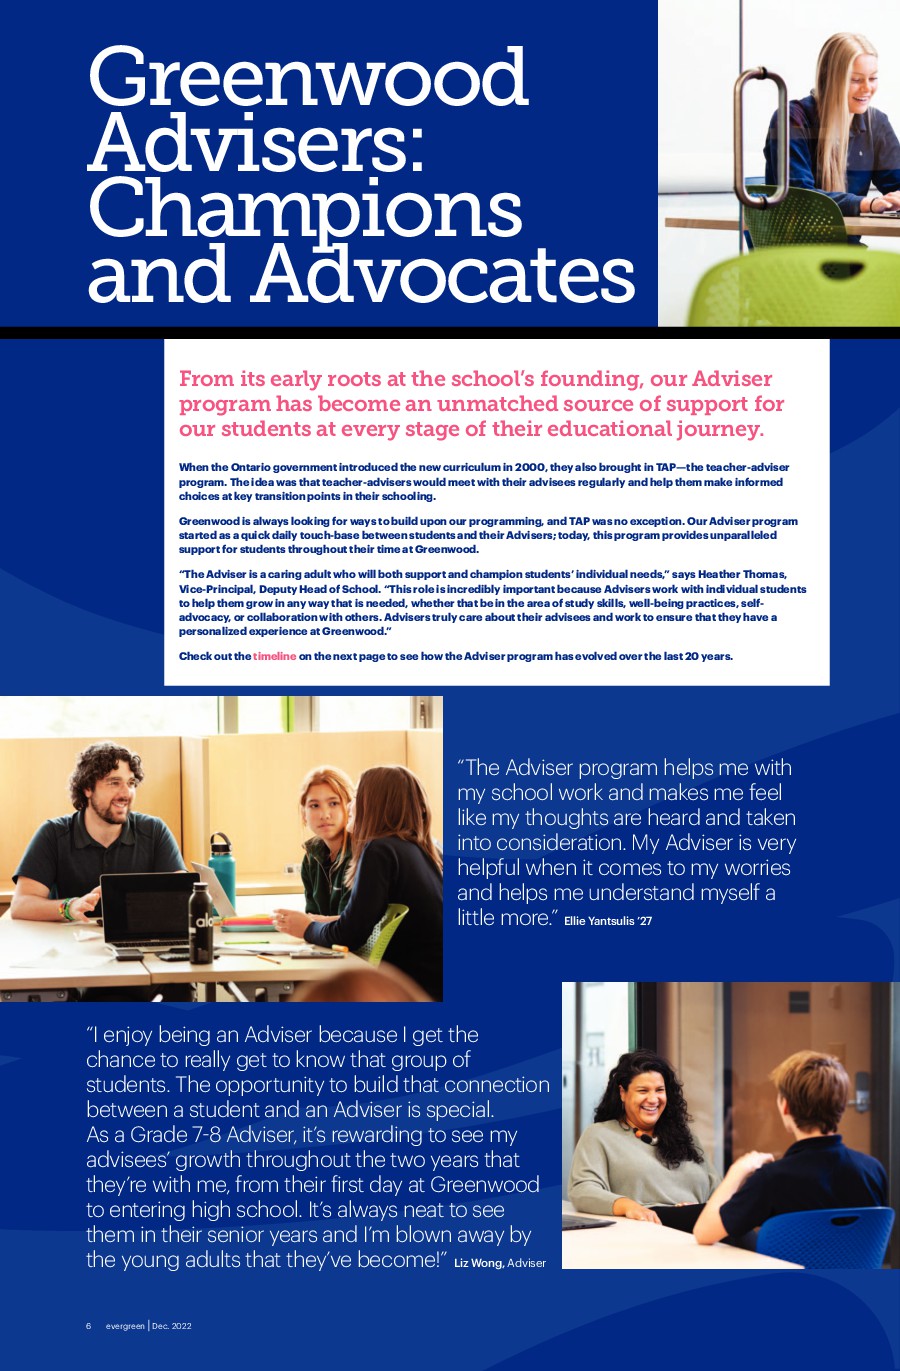 Greenwood
Advisers:
Champions
and Advocates
From its early roots at the school’s founding, our Adviser
program has become an unmatched source of support for
our students at every stage of their educational journey.
When the Ontario government introduced the new curriculum in 2000, they also brought in TAP—the teacher-adviser
program. The idea was that teacher-advisers would meet with their advisees regularly and help them make informed
choices at key transition points in their schooling.
Greenwood is always looking for ways to build upon our programming, and TAP was no exception. Our Adviser program
started as a quick daily touch-base between students and their Advisers; today, this program provides unparalleled
support for students throughout their time at Greenwood.
“The Adviser is a caring adult who will both support and champion students’ individual needs,” says Heather Thomas,
Vice-Principal, Deputy Head of School. “This role is incredibly important because Advisers work with individual students
to help them grow in any way that is needed, whether that be in the area of study skills, well-being practices, self-
advocacy, or collaboration with others. Advisers truly care about their advisees and work to ensure that they have a
personalized experience at Greenwood.”
Check out the timeline on the next page to see how the Adviser program has evolved over the last 20 years.
“The Adviser program helps me with
my school work and makes me feel
like my thoughts are heard and taken
into consideration. My Adviser is very
helpful when it comes to my worries
and helps me understand myself a
little more.” Ellie Yantsulis ’27
“I enjoy being an Adviser because I get the
chance to really get to know that group of
students. The opportunity to build that connection
between a student and an Adviser is special.
As a Grade 7-8 Adviser, it’s rewarding to see my
advisees’ growth throughout the two years that
they’re with me, from their first day at Greenwood
to entering high school. It’s always neat to see
them in their senior years and I’m blown away by
the young adults that they’ve become!” Liz Wong, Adviser
6 evergreen | Dec. 2022